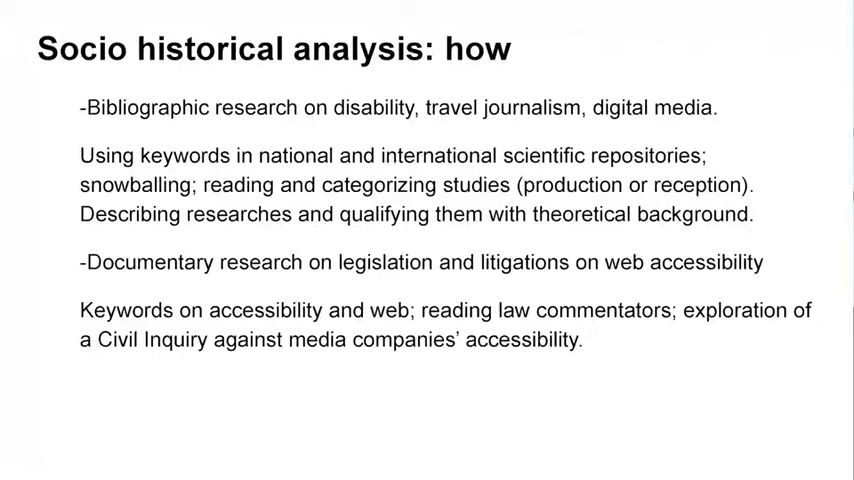 Socio historical analysis: how
-Bibliographic research on disability, travel journalism, digital media.
Using keywords in national and international scientific repositories;
snowballing; reading and categorizing studies (production or reception).
Describing researches and qualifying them with theoretical background.
-Documentary research on legislation and litigations on web accessibility
Keywords on accessibility and web; reading law commentators; exploration of
a Civil Inquiry against media companies’ accessibility.